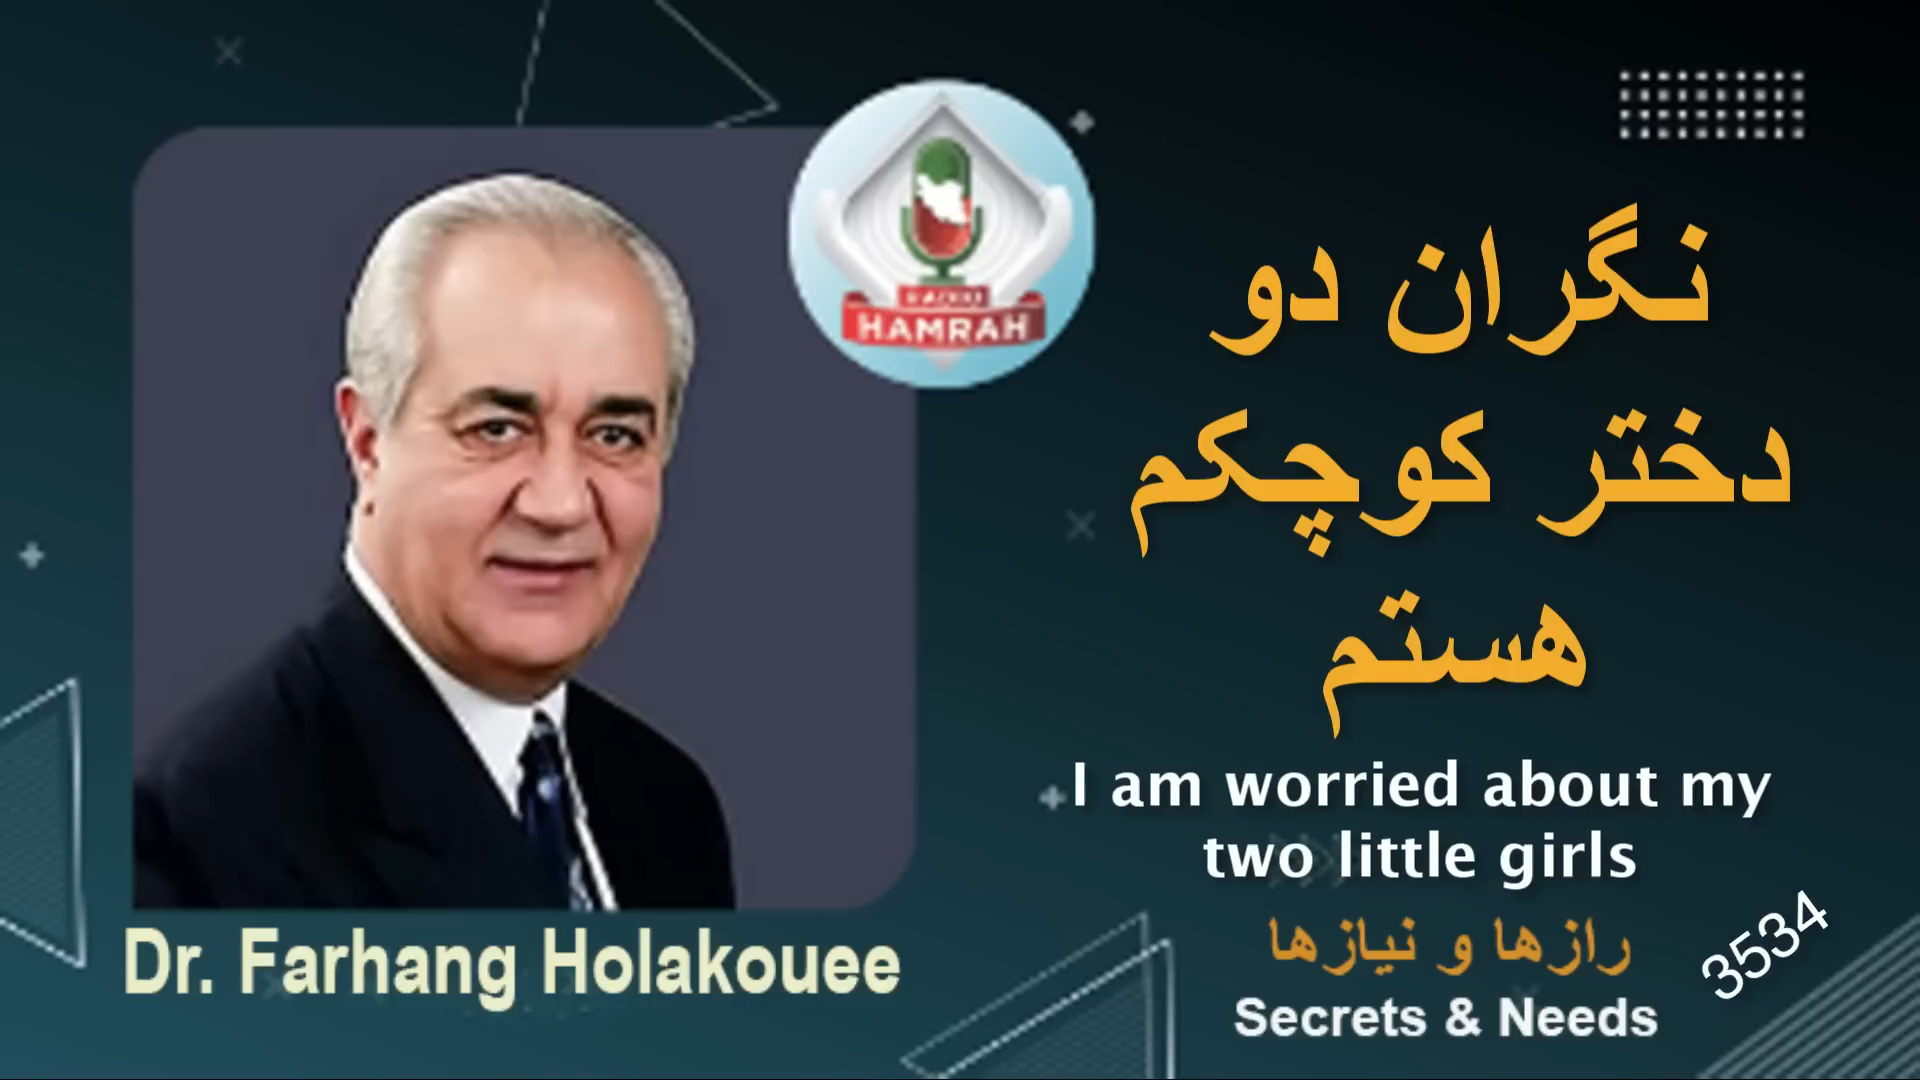 RADIO
HAMRAH
نگران دو
دختر کوچکم
هستم
I am worried about my
two little girls
رازها و نیازها
3534
Secrets & Needs
Dr. Farhang Holakouee